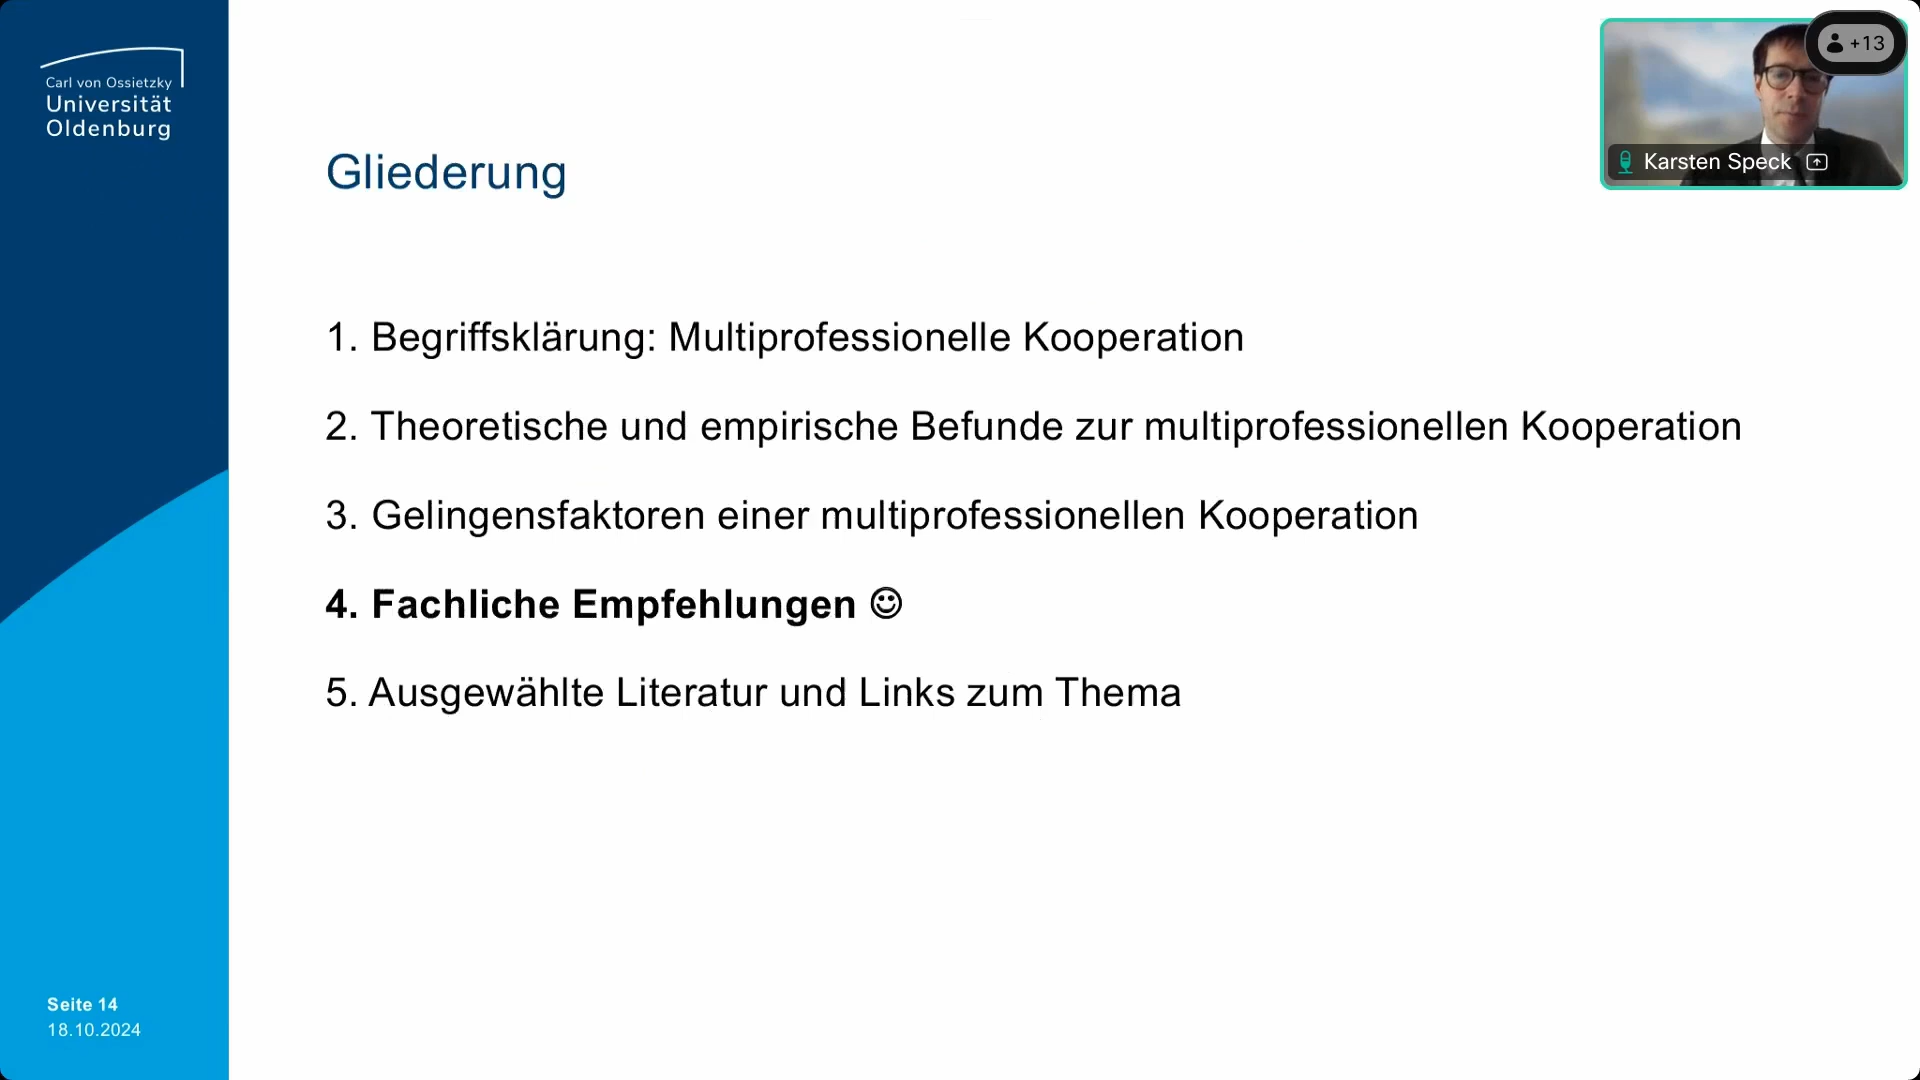 Carl von Ossietzky
Universität
Oldenburg
+13
Karsten Speck
Gliederung
1. Begriffsklärung: Multiprofessionelle Kooperation
2. Theoretische und empirische Befunde zur multiprofessionellen Kooperation
3. Gelingensfaktoren einer multiprofessionellen Kooperation
4. Fachliche Empfehlungen ☺
5. Ausgewählte Literatur und Links zum Thema
Seite 14
18.10.2024